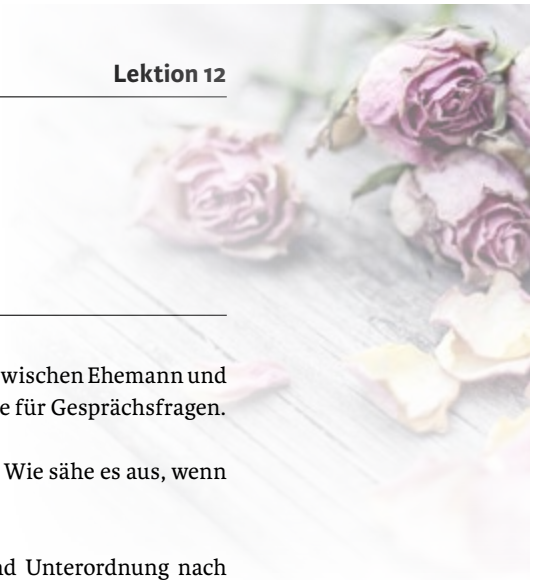 Lektion 12
wischen Ehemann und
e für Gesprächsfragen.
Wie sähe es aus, wenn
nd Unterordnung nach